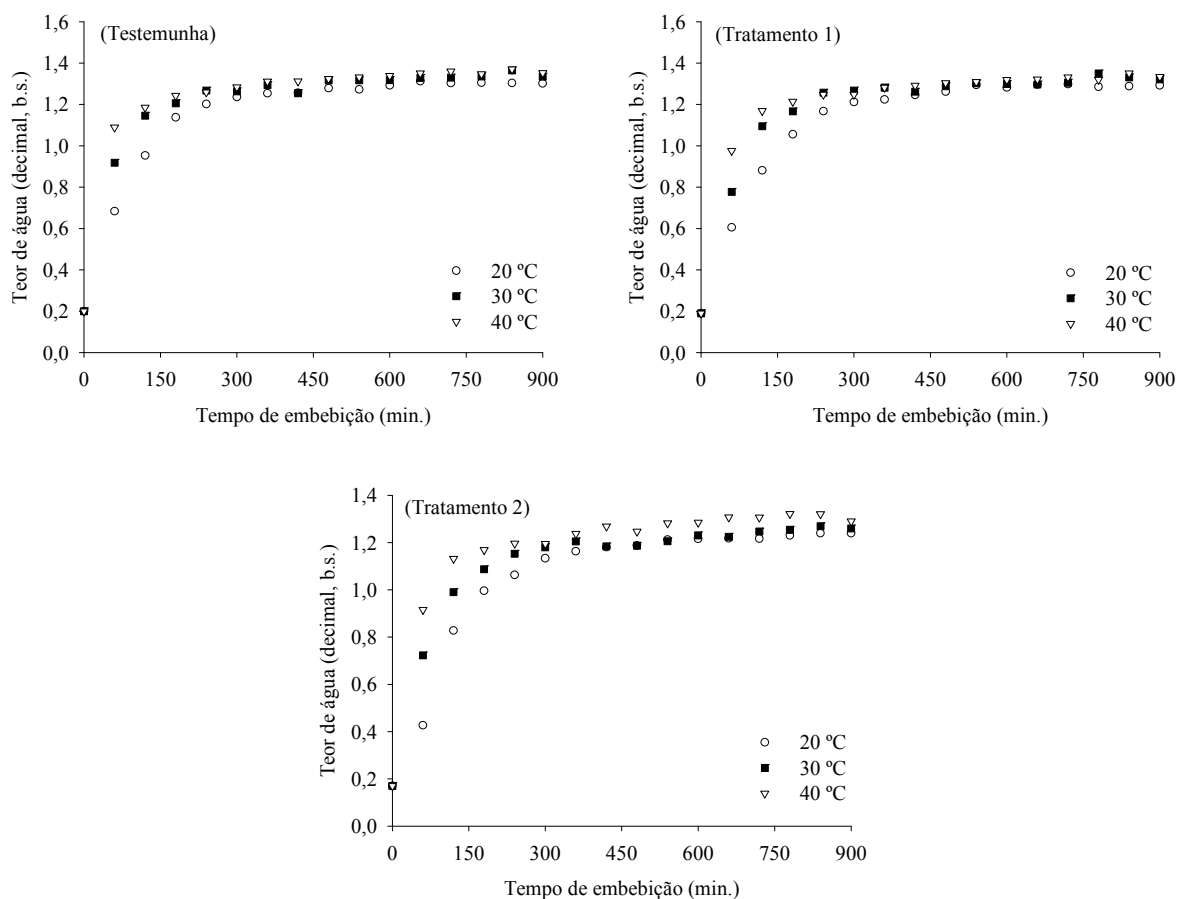 (Testemunha)
Teor de água (decimal, b.s.)
1,6
1,4
1,2
1,0
0,8
0,6
0,4
0,2
0,0
20 ºC
30 ºC
40 ºC
0 150 300 450 600 750 900
Tempo de embebição (min.)
(Tratamento 1)
Teor de água (decimal, b.s.)
1,6
1,4
1,2
1,0
0,8
0,6
0,4
0,2
0,0
20 ºC
30 ºC
40 ºC
0 150 300 450 600 750 900
Tempo de embebição (min.)
(Tratamento 2)
Teor de água (decimal, b.s.)
1,4
1,2
1,0
0,8
0,6
0,4
0,2
0,0
20 ºC
30 ºC
40 ºC
0 150 300 450 600 750 900
Tempo de embebição (min.)